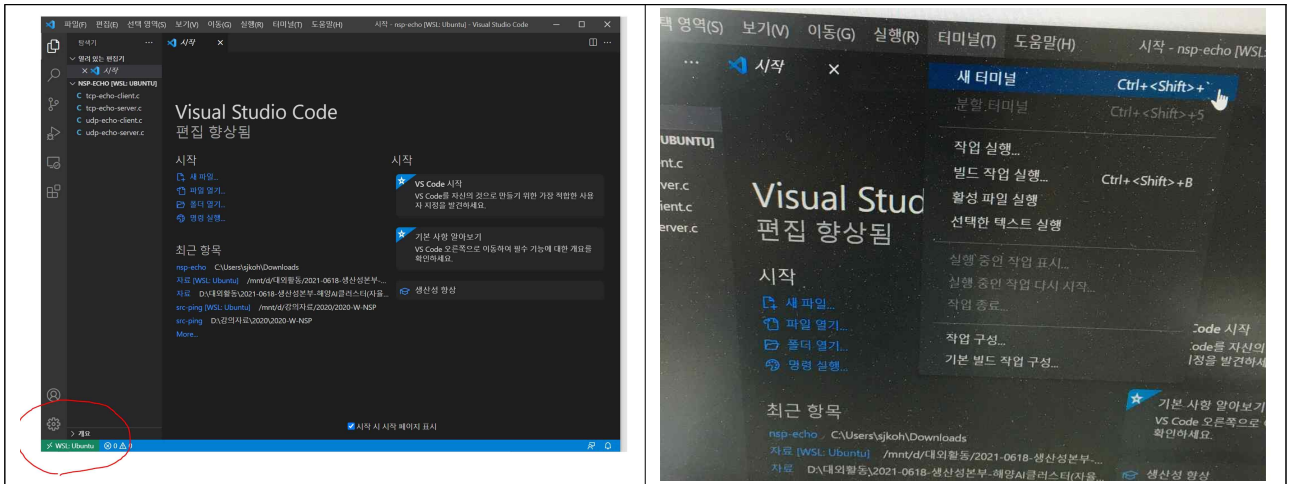 파일(F) 편집(E) 선택 영역(S) 보기(V) 이동(G) 실행(R) 터미널(T) 도움말(H) 시작 - nsp-echo [WSL: Ubuntu] - Visual Studio Code
탐색기
열려 있는 편집기
시작
NSP-ECHO [WSL: UBUNTU]
C tcp-echo-client.c
C tcp-echo-server.c
C udp-echo-client.c
C udp-echo-server.c
개요
WSL: Ubuntu 0 0
시작
Visual Studio Code
편집 향상됨
시작
새 파일...
파일 열기...
폴더 열기...
명령 실행...
최근 항목
nsp-echo C:\Users\sjkoh\Downloads
자료 [WSL: Ubuntu] /mnt/d/대외활동/2021-0618-생산성본부-...
자료 D:\대외활동\2021-0618-생산성본부-해양AI클러스터(자율...
src-ping [WSL: Ubuntu] /mnt/d/강의자료/2020/2020-W-NSP
src-ping D:\강의자료\2020\2020-W-NSP
More...
시작
VS Code 시작
VS Code를 자신의 것으로 만들기 위한 가장 적합한 사용
자 지정을 발견하세요.
기본 사항 알아보기
VS Code 오른쪽으로 이동하여 필수 기능에 대한 개요를
확인하세요.
생산성 향상
시작 시 시작 페이지 표시
택 영역(S) 보기(V) 이동(G) 실행(R) 터미널(T) 도움말(H) 시작 - nsp-echo [WSL:
시작
UBUNTU]
nt.c
ver.c
ient.c
erver.c
새 터미널 Ctrl+<Shift>+`
분할 터미널 Ctrl+<Shift>+5
작업 실행...
빌드 작업 실행... Ctrl+<Shift>+B
활성 파일 실행
선택한 텍스트 실행
실행 중인 작업 표시...
실행 중인 작업 다시 시작...
작업 종료...
작업 구성...
기본 빌드 작업 구성...
Visual Stud
편집 향상됨
시작
새 파일...
파일 열기...
폴더 열기...
명령 실행...
최근 항목
nsp-echo C:\Users\sjkoh\Downloads
자료 [WSL: Ubuntu] /mnt/d/대외활동/2021-0618-생산성본부-...
자료 D:\대외활동\2021-0618-생산성본부-해양AI클러스터(자율...
Code 시작
ode를 자신의
지정을 발견하세
기본 사항 알아보기
VS Code 오른쪽으로
확인하세요.
생산성 향상